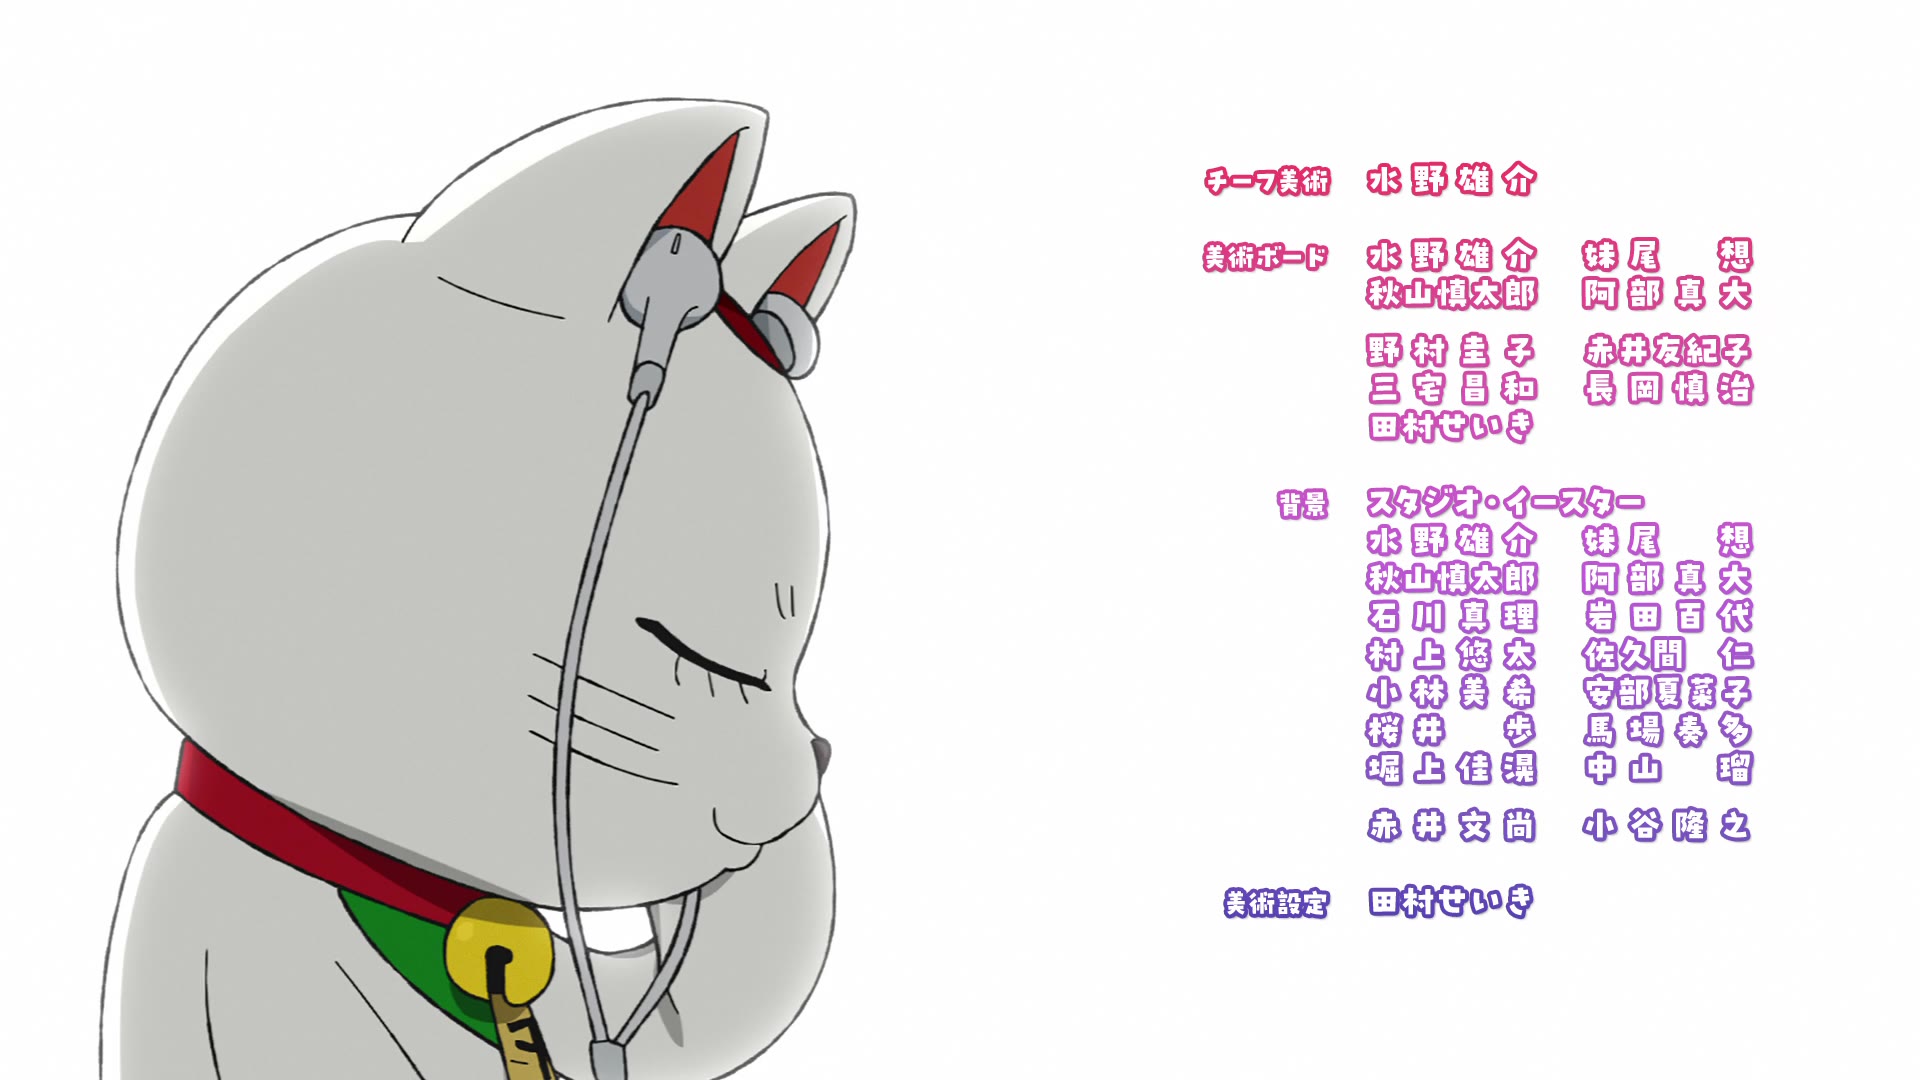 チーフ美術 水野雄介
美術ボード 水野雄介 妹尾 想
秋山慎太郎 阿部真大
野村圭子 赤井友紀子
三宅昌和 長岡慎治
田村せいき
背景 スタジオ・イースター
水野雄介 妹尾 想
秋山慎太郎 阿部真大
石川真理 岩田百代
村上悠太 佐久間 仁
小林美希 安部夏菜子
桜井 歩 馬場奏多
堀上佳滉 中山 瑠
赤井文尚 小谷隆之
美術設定 田村せいき